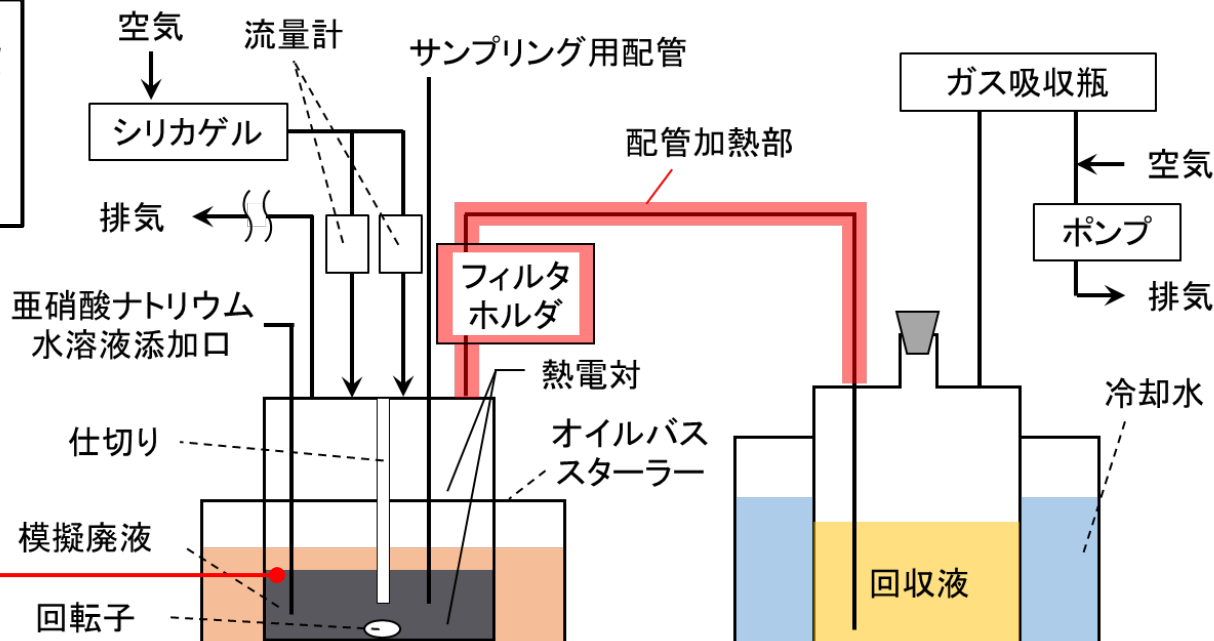 空気
流量計
サンプリング用配管
ガス吸収瓶
シリカゲル
配管加熱部
空気
排気
ポンプ
フィルタ
ホルダ
排気
亜硝酸ナトリウム
水溶液添加口
熱電対
冷却水
仕切り
オイルバス
スターラー
模擬廃液
回収液
回転子